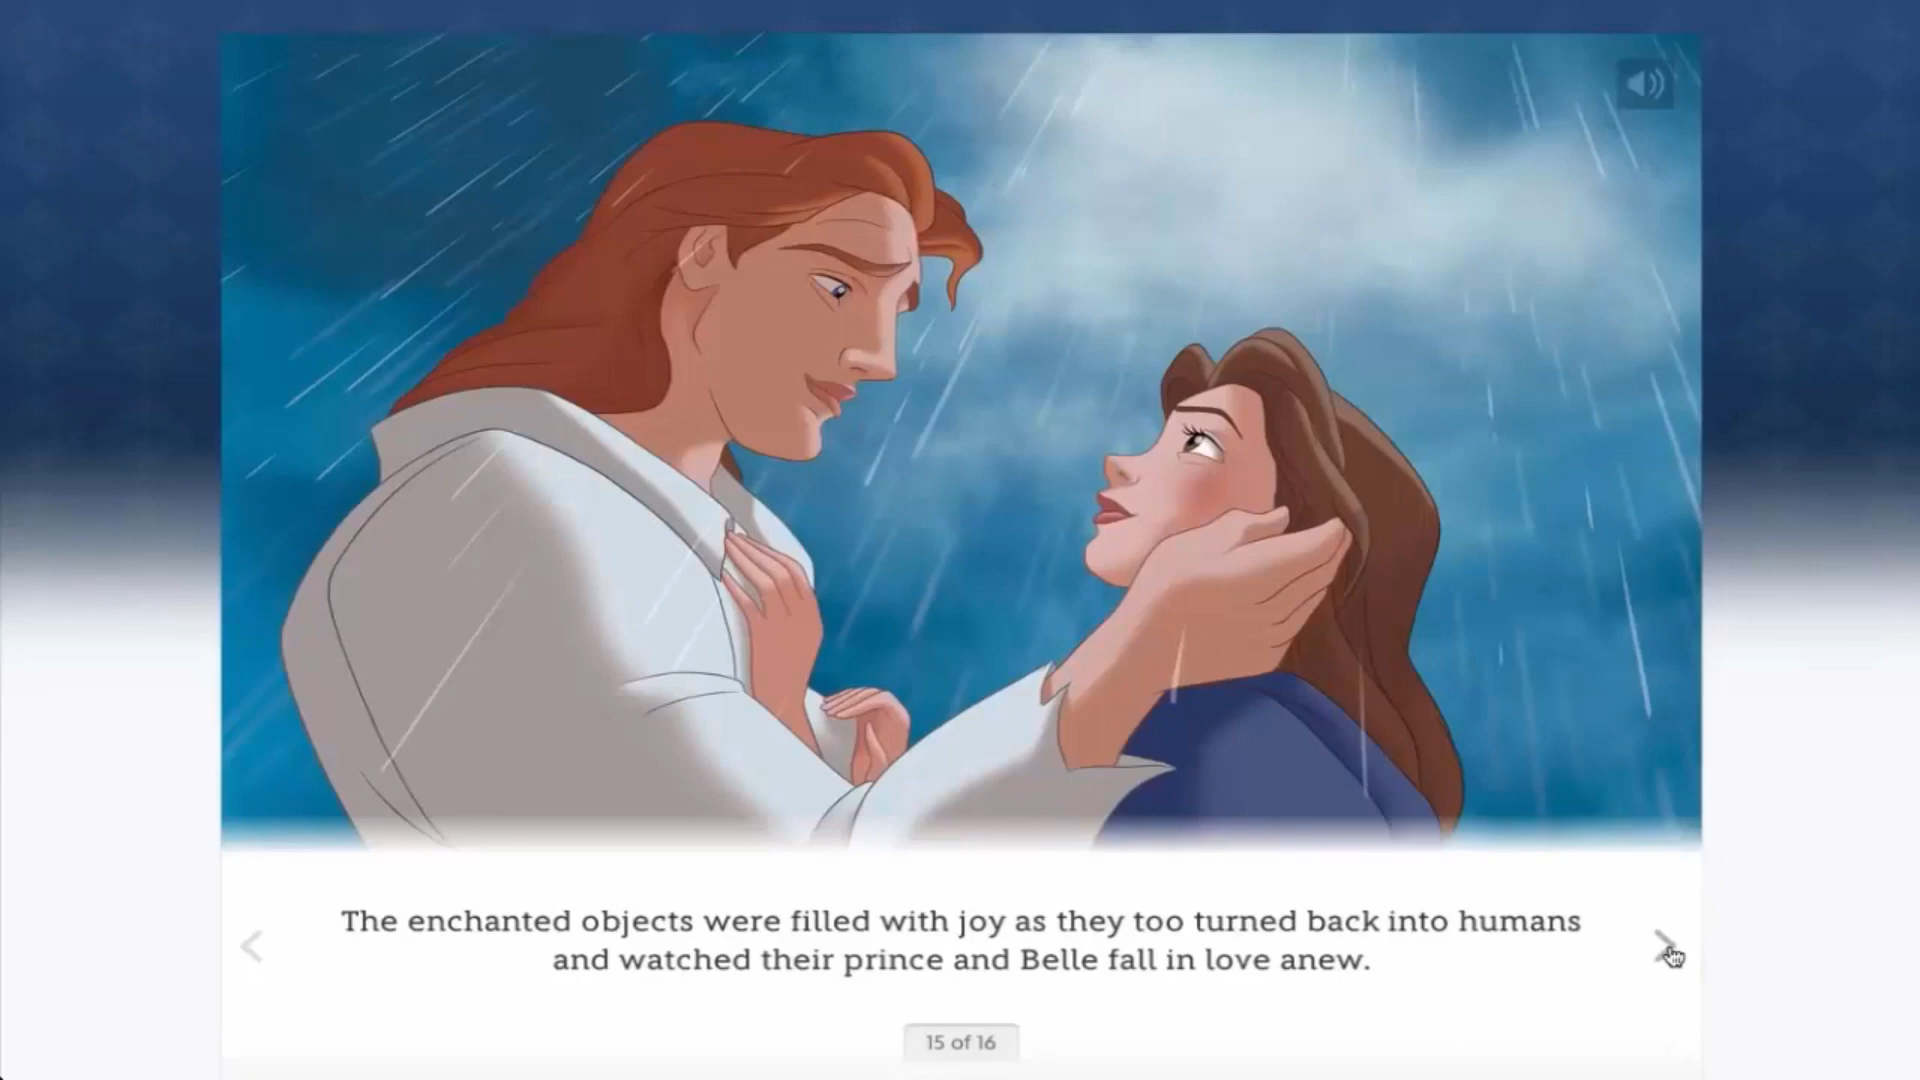 The enchanted objects were filled with joy as they too turned back into humans
and watched their prince and Belle fall in love anew.
15 of 16